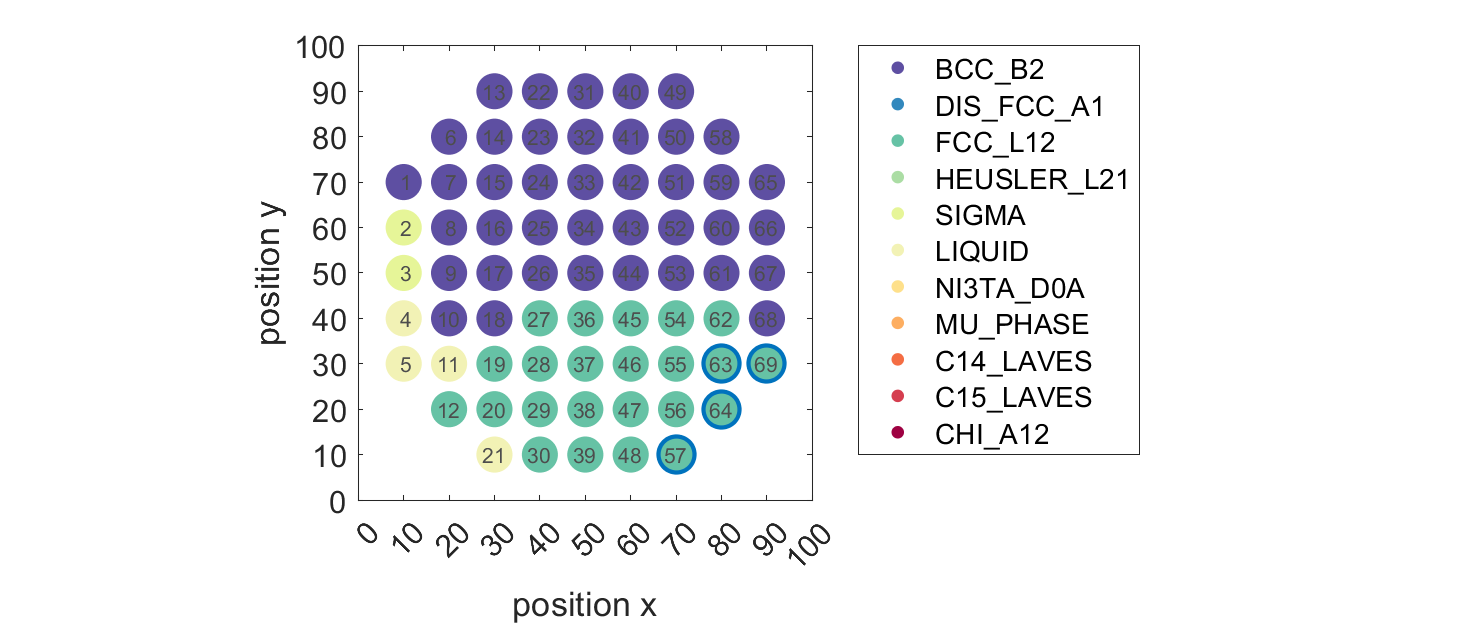 100
90
80
70
60
50
40
30
20
10
0
position y
13 22 31 40 49
6 14 23 32 41 50 58
1 7 15 24 33 42 51 59 65
2 8 16 25 34 43 52 60 66
3 9 17 26 35 44 53 61 67
4 10 18 27 36 45 54 62 68
5 11 19 28 37 46 55 63 69
12 20 29 38 47 56 64
21 30 39 48 57
0 10 20 30 40 50 60 70 80 90 100
position x
BCC_B2
DIS_FCC_A1
FCC_L12
HEUSLER_L21
SIGMA
LIQUID
NI3TA_D0A
MU_PHASE
C14_LAVES
C15_LAVES
CHI_A12